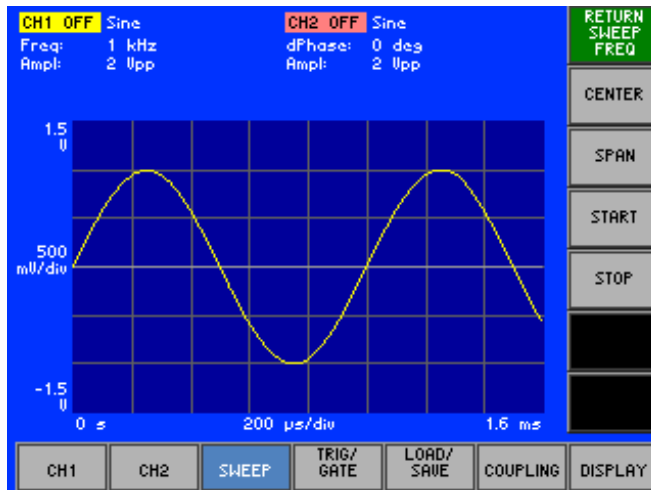 CH1 OFF Sine
Freq: 1 kHz
Ampl: 2 Vpp
CH2 OFF Sine
dPhase: 0 deg
Ampl: 2 Vpp
RETURN
SWEEP
FREQ
CENTER
SPAN
START
STOP
1.5
V
500
mV/div
-1.5
V
0 s
200 µs/div
1.6 ms
CH1
CH2
SWEEP
TRIG/
GATE
LOAD/
SAVE
COUPLING
DISPLAY